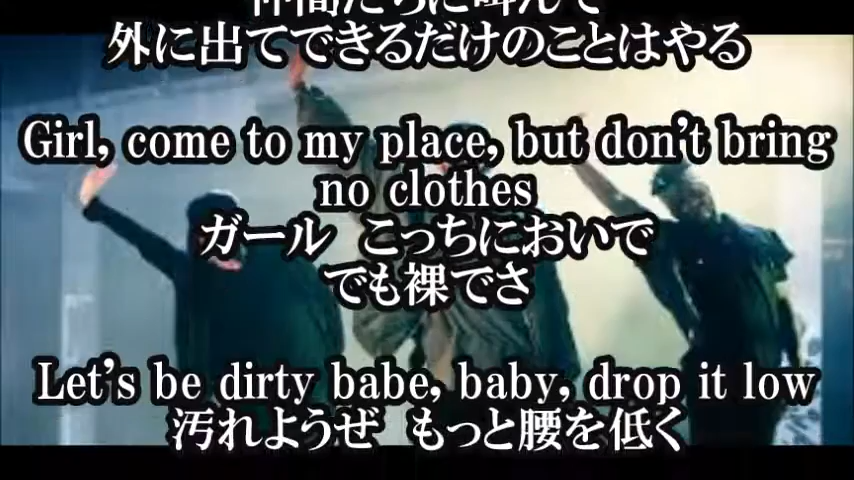 仲間たちに叫んで
外に出てできるだけのことはやる
Girl, come to my place, but don't bring
no clothes
ガール こっちにおいで
でも裸でさ
Let's be dirty babe, baby, drop it low
汚れようぜ もっと腰を低く